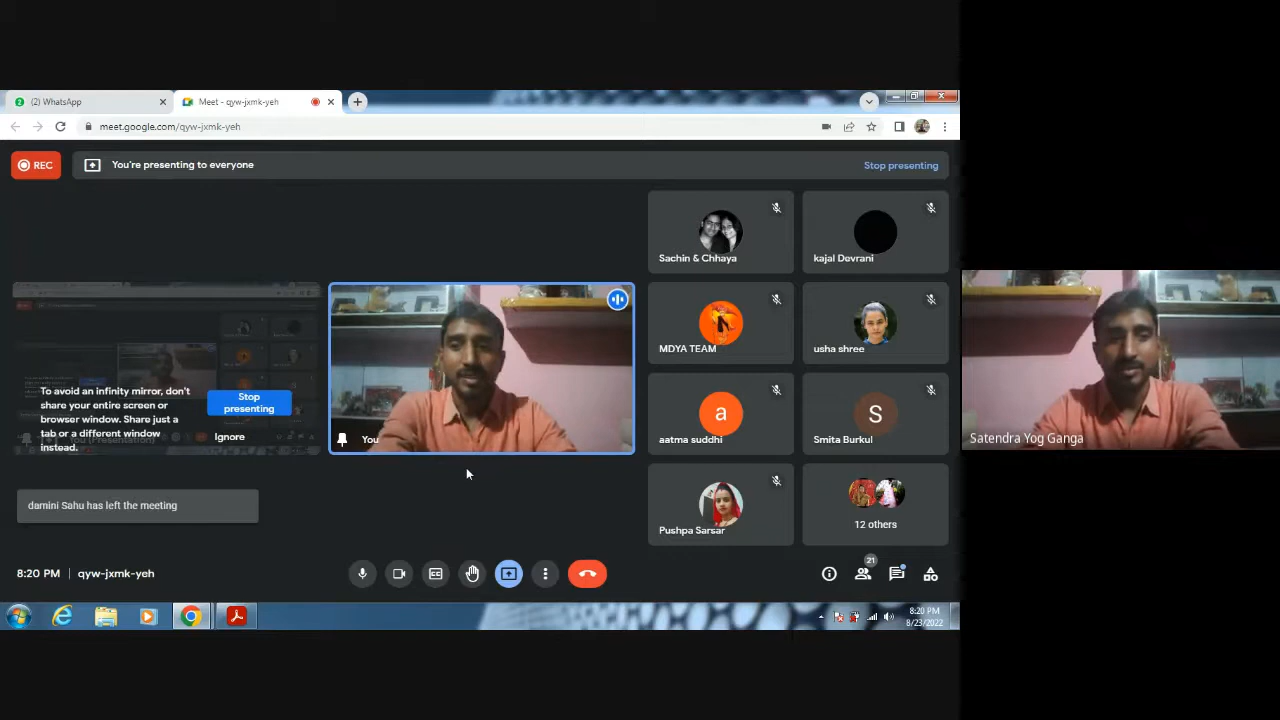 (2) WhatsApp
Meet - qyw-jxmk-yeh
meet.google.com/qyw-jxmk-yeh
REC
You're presenting to everyone
Stop presenting
Sachin & Chhaya
kajal Devrani
MDYA TEAM
usha shree
To avoid an infinity mirror, don't
share your entire screen or
browser window. Share just a
tab or a different window
instead.
Stop
presenting
Ignore
You
a
aatma suddhi
S
Smita Burkul
Satendra Yog Ganga
damini Sahu has left the meeting
Pushpa Sarsar
12 others
8:20 PM | qyw-jxmk-yeh
21
8:20 PM
8/23/2022